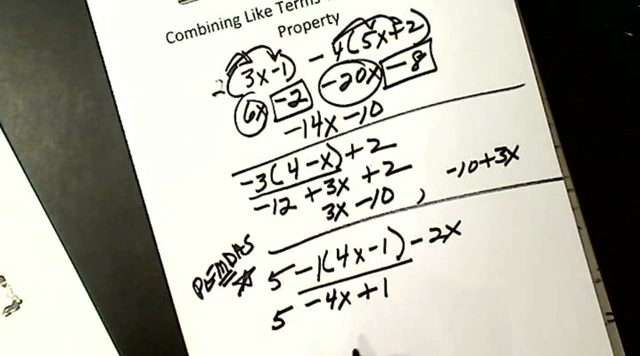 Combining Like Terms
Property
2(3x-1) - 4(5x+2)
6x -2 -20x -8
-14x -10
-3(4-x)+2
-12 + 3x + 2
3x -10 , -10+3x
PEMDAS
5 -1(4x-1) -2x
5 -4x +1